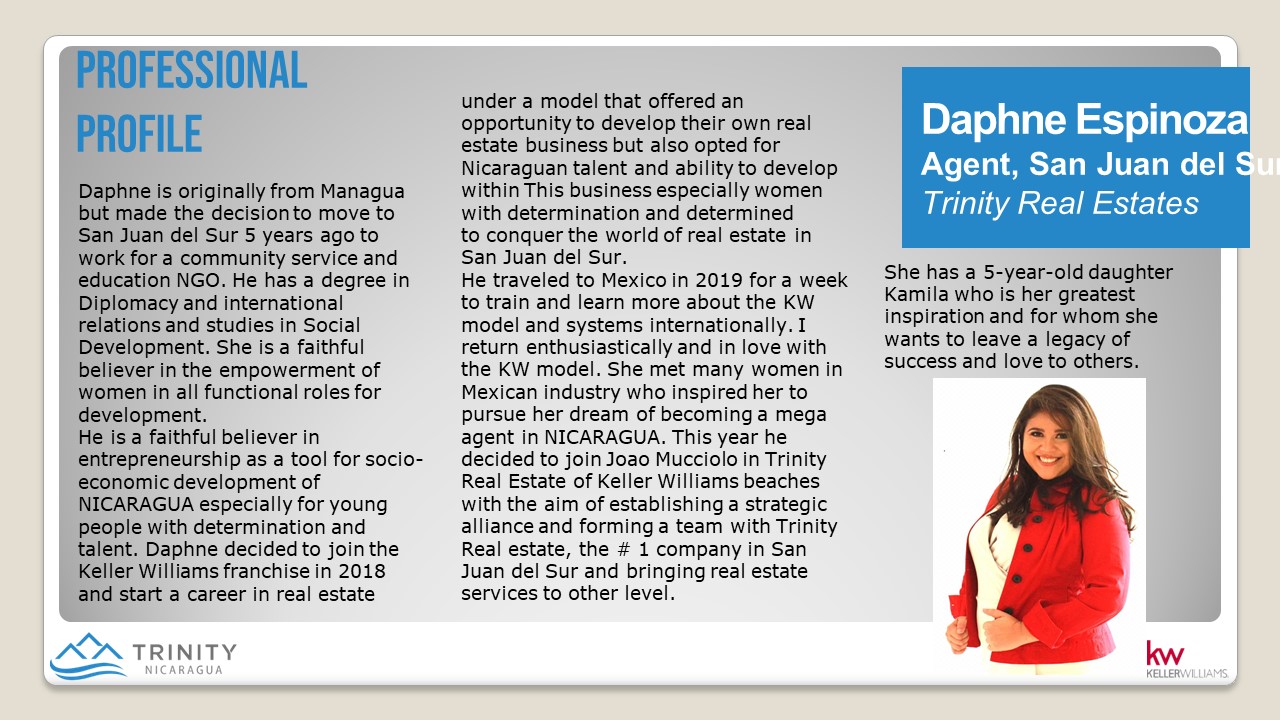 PROFESSIONAL
PROFILE
Daphne is originally from Managua
but made the decision to move to
San Juan del Sur 5 years ago to
work for a community service and
education NGO. He has a degree in
Diplomacy and international
relations and studies in Social
Development. She is a faithful
believer in the empowerment of
women in all functional roles for
development.
He is a faithful believer in
entrepreneurship as a tool for socio-
economic development of
NICARAGUA especially for young
people with determination and
talent. Daphne decided to join the
Keller Williams franchise in 2018
and start a career in real estate
under a model that offered an
opportunity to develop their own real
estate business but also opted for
Nicaraguan talent and ability to develop
within This business especially women
with determination and determined
to conquer the world of real estate in
San Juan del Sur.
He traveled to Mexico in 2019 for a week
to train and learn more about the KW
model and systems internationally. I
return enthusiastically and in love with
the KW model. She met many women in
Mexican industry who inspired her to
pursue her dream of becoming a mega
agent in NICARAGUA. This year he
decided to join Joao Mucciolo in Trinity
Real Estate of Keller Williams beaches
with the aim of establishing a strategic
alliance and forming a team with Trinity
Real estate, the # 1 company in San
Juan del Sur and bringing real estate
services to other level.
Daphne Espinoza
Agent, San Juan del Sur
Trinity Real Estates
She has a 5-year-old daughter
Kamila who is her greatest
inspiration and for whom she
wants to leave a legacy of
success and love to others.
TRINITY
NICARAGUA
kw
KELLERWILLIAMS.